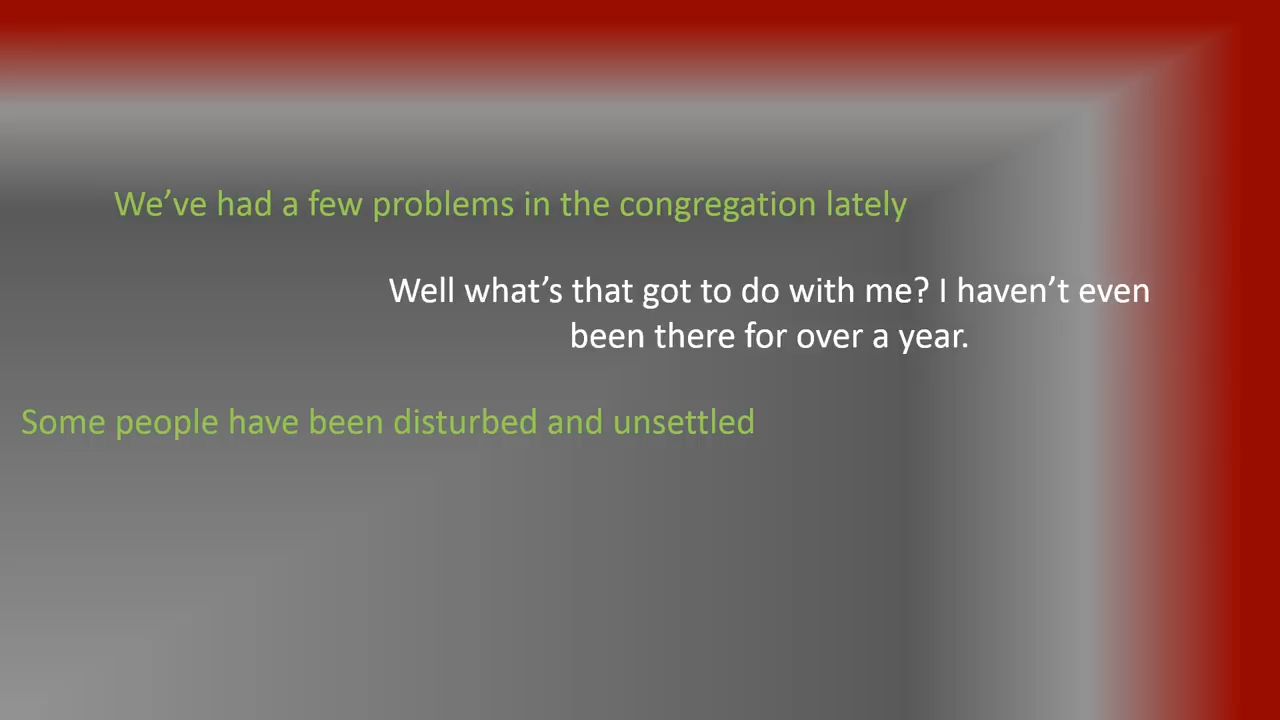 We’ve had a few problems in the congregation lately
Well what’s that got to do with me? I haven’t even
been there for over a year.
Some people have been disturbed and unsettled